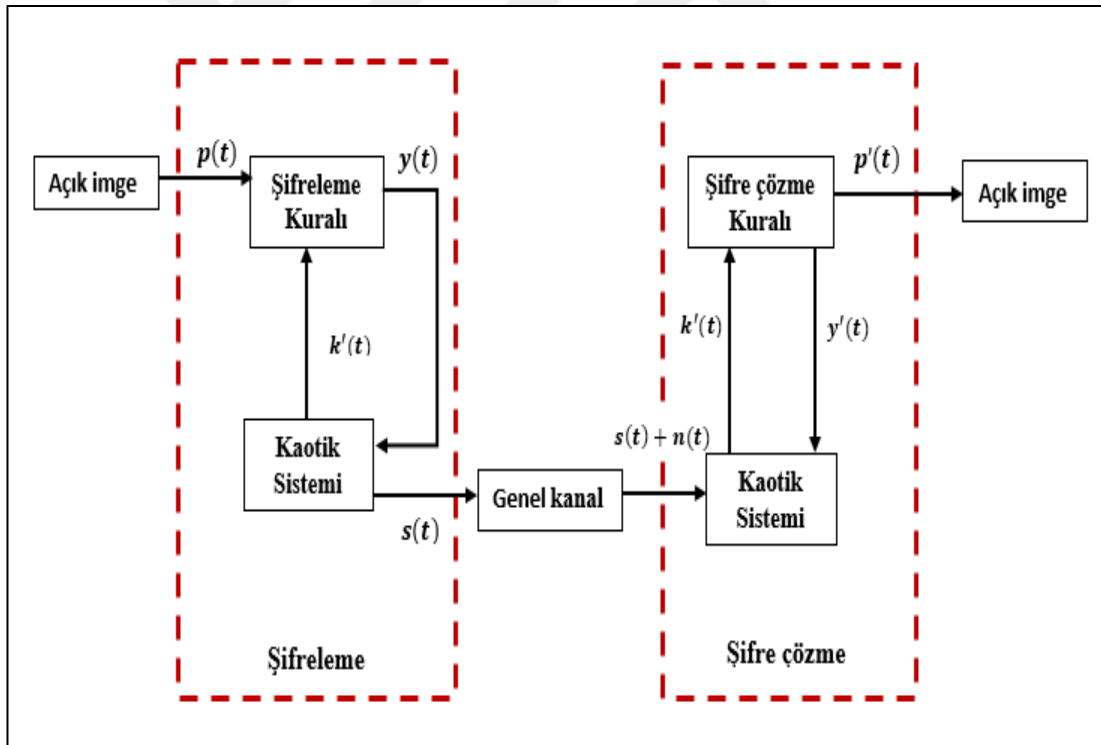 Açık imge
p(t)
Şifreleme
Kuralı
y(t)
k'(t)
Kaotik
Sistemi
s(t)
Şifreleme
Genel kanal
s(t) + n(t)
Şifre çözme
Kuralı
p'(t)
Açık imge
k'(t)
y'(t)
Kaotik
Sistemi
Şifre çözme